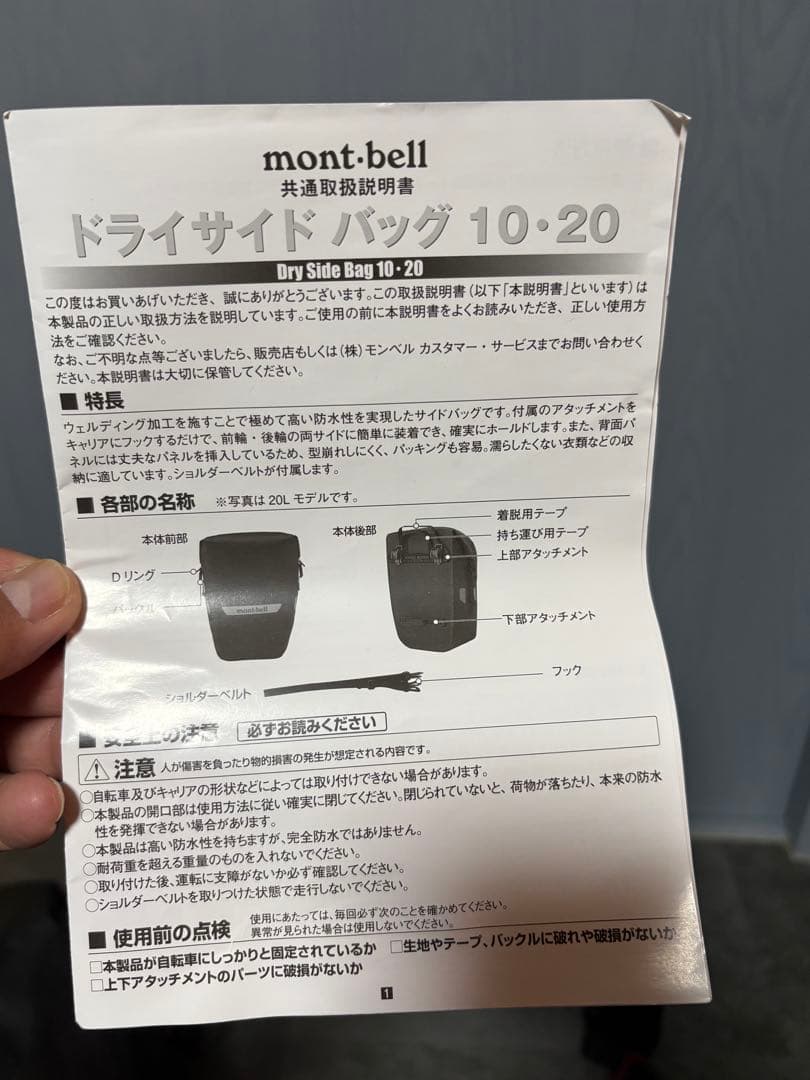 mont・bell
共通取扱説明書
ドライサイド バッグ 10・20
Dry Side Bag 10・20
この度はお買いあげいただき、誠にありがとうございます。この取扱説明書(以下「本説明書」といいます)は
本製品の正しい取扱方法を説明しています。ご使用の前に本説明書をよくお読みいただき、正しい使用方
法をご確認ください。
なお、ご不明な点等ございましたら、販売店もしくは(株)モンベル カスタマー・サービスまでお問い合わせく
ださい。本説明書は大切に保管してください。
■ 特長
ウェルディング加工を施すことで極めて高い防水性を実現したサイドバッグです。付属のアタッチメントを
キャリアにフックするだけで、前輪・後輪の両サイドに簡単に装着でき、確実にホールドします。また、背面パ
ネルには丈夫なパネルを挿入しているため、型崩れしにくく、パッキングも容易。濡らしたくない衣類などの収
納に適しています。ショルダーベルトが付属します。
■ 各部の名称 ※写真は20Lモデルです。
本体前部
Dリング
バックル
mont-bell
本体後部
着脱用テープ
持ち運び用テープ
上部アタッチメント
下部アタッチメント
ショルダーベルト
フック
■ 安全上の注意 必ずお読みください
注意 人が傷害を負ったり物的損害の発生が想定される内容です。
○自転車及びキャリアの形状などによっては取り付けできない場合があります。
○本製品の開口部は使用方法に従い確実に閉じてください。閉じられていないと、荷物が落ちたり、本来の防水
性を発揮できない場合があります。
○本製品は高い防水性を持ちますが、完全防水ではありません。
○耐荷重を超える重量のものを入れないでください。
○取り付けた後、運転に支障がないか必ず確認してください。
○ショルダーベルトを取りつけた状態で走行しないでください。
■ 使用前の点検
使用にあたっては、毎回必ず次のことを確かめてください。
異常が見られた場合は使用しないでください。
□本製品が自転車にしっかりと固定されているか □生地やテープ、バックルに破れや破損がないか
□上下アタッチメントのパーツに破損がないか
1